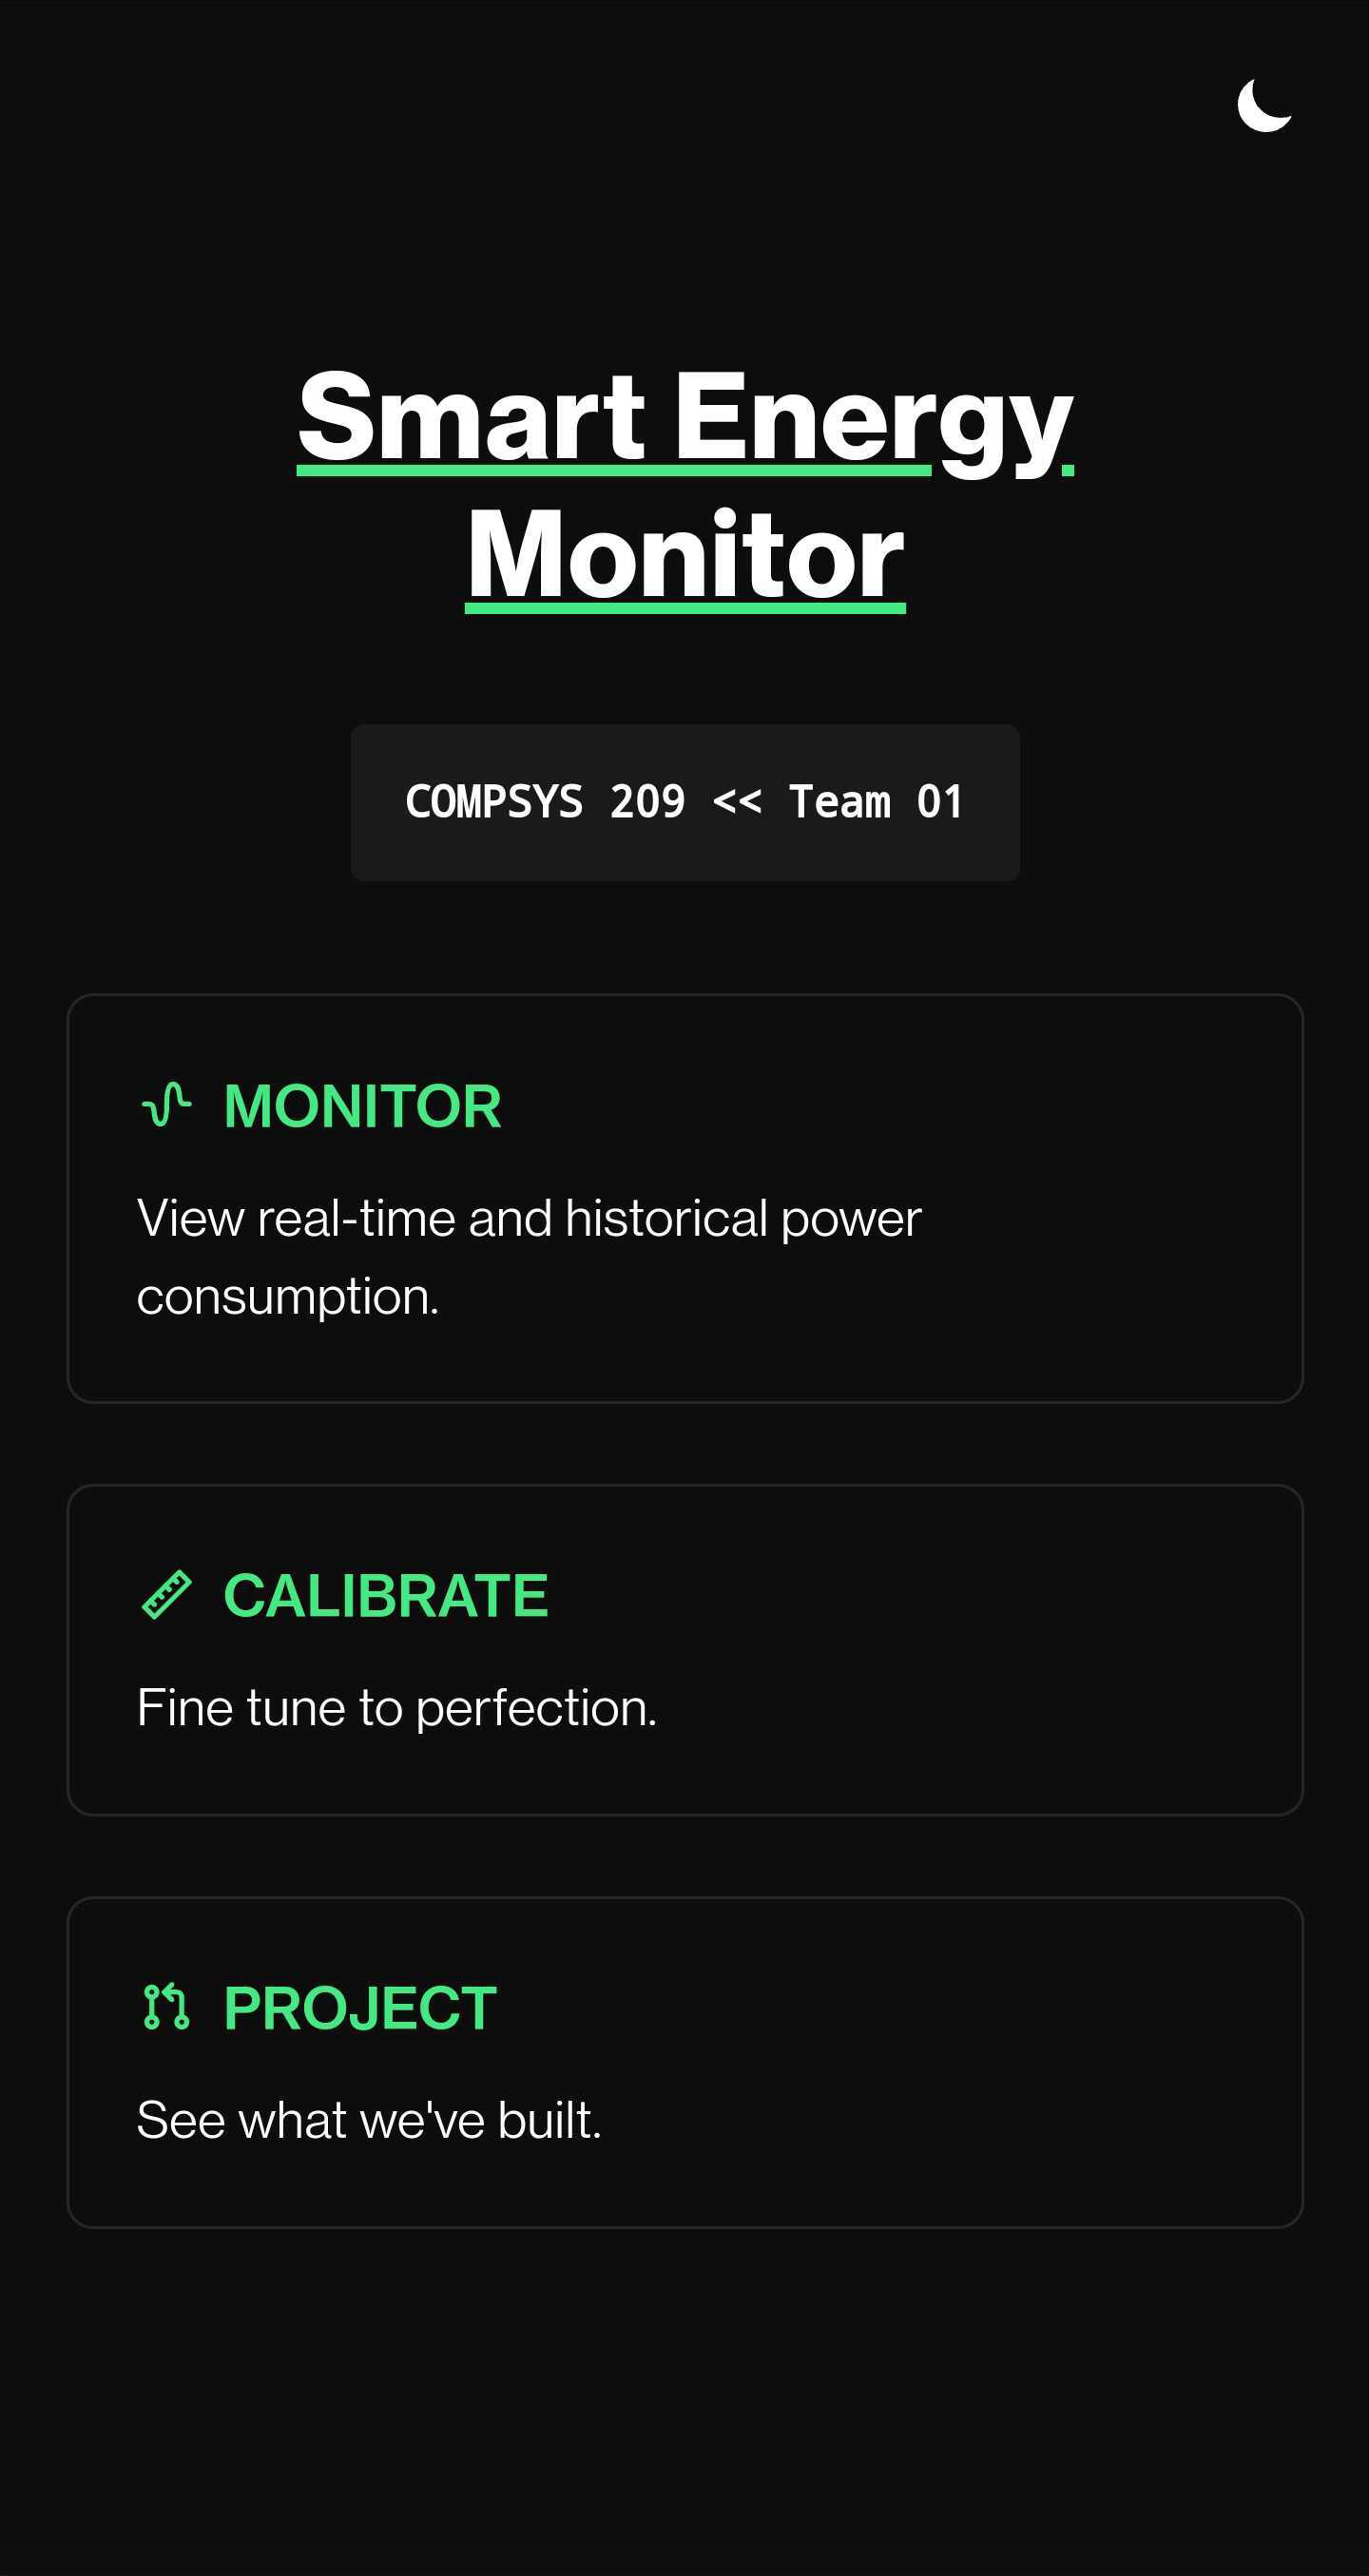 Smart Energy
Monitor
COMPSYS 209 << Team 01
MONITOR
View real-time and historical power
consumption.
CALIBRATE
Fine tune to perfection.
PROJECT
See what we've built.